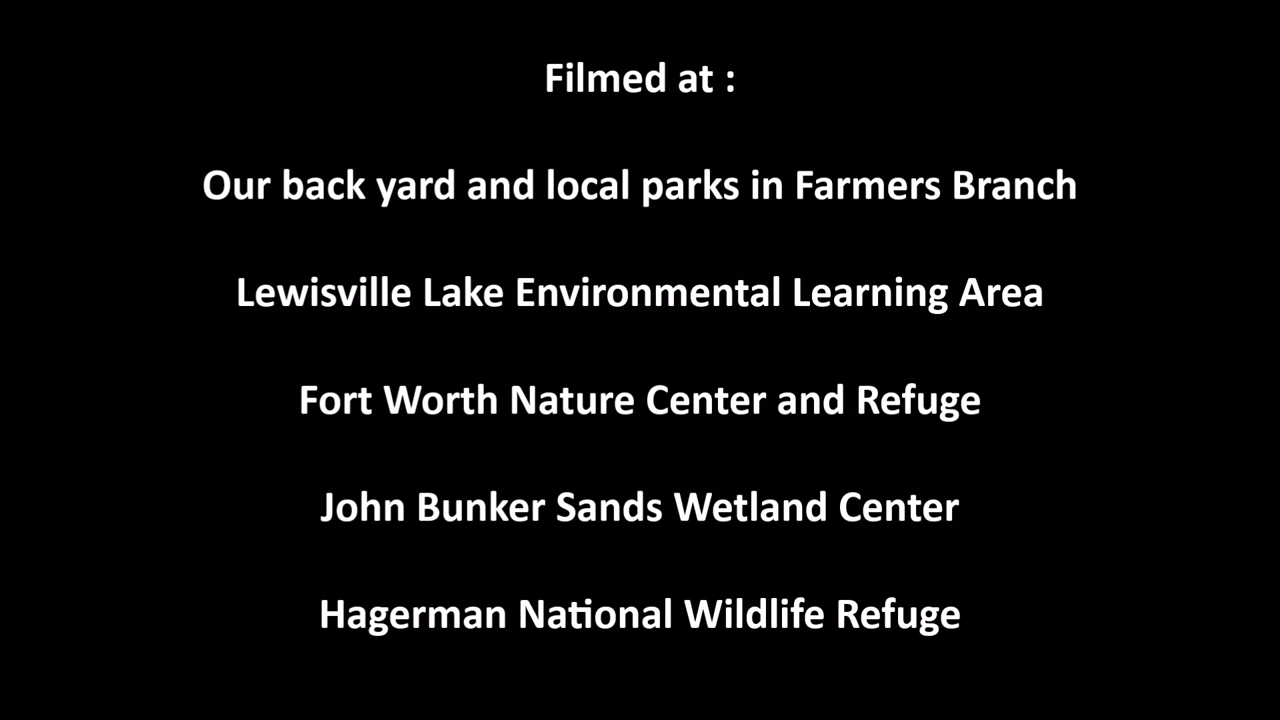 Filmed at :
Our back yard and local parks in Farmers Branch
Lewisville Lake Environmental Learning Area
Fort Worth Nature Center and Refuge
John Bunker Sands Wetland Center
Hagerman National Wildlife Refuge